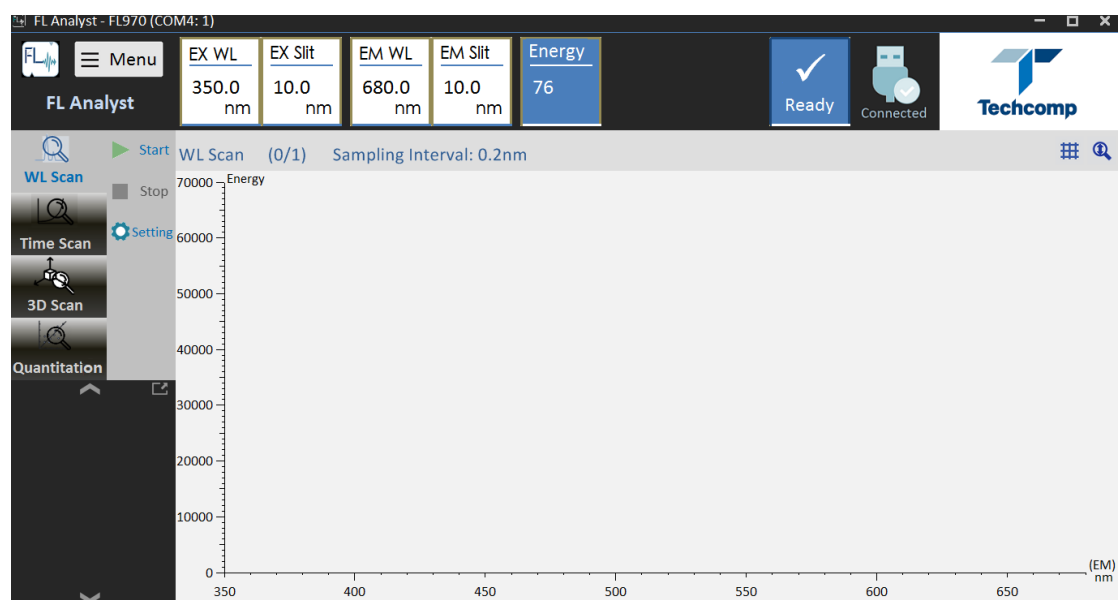 FL Analyst - FL970 (COM4: 1)
FL
Menu
FL Analyst
EX WL
350.0
nm
EX Slit
10.0
nm
EM WL
680.0
nm
EM Slit
10.0
nm
Energy
76
Ready
Connected
Techcomp
WL Scan
Time Scan
3D Scan
Quantitation
Start
Stop
Setting
WL Scan (0/1) Sampling Interval: 0.2nm
Energy
70000
60000
50000
40000
30000
20000
10000
0
350 400 450 500 550 600 650
(EM)
nm